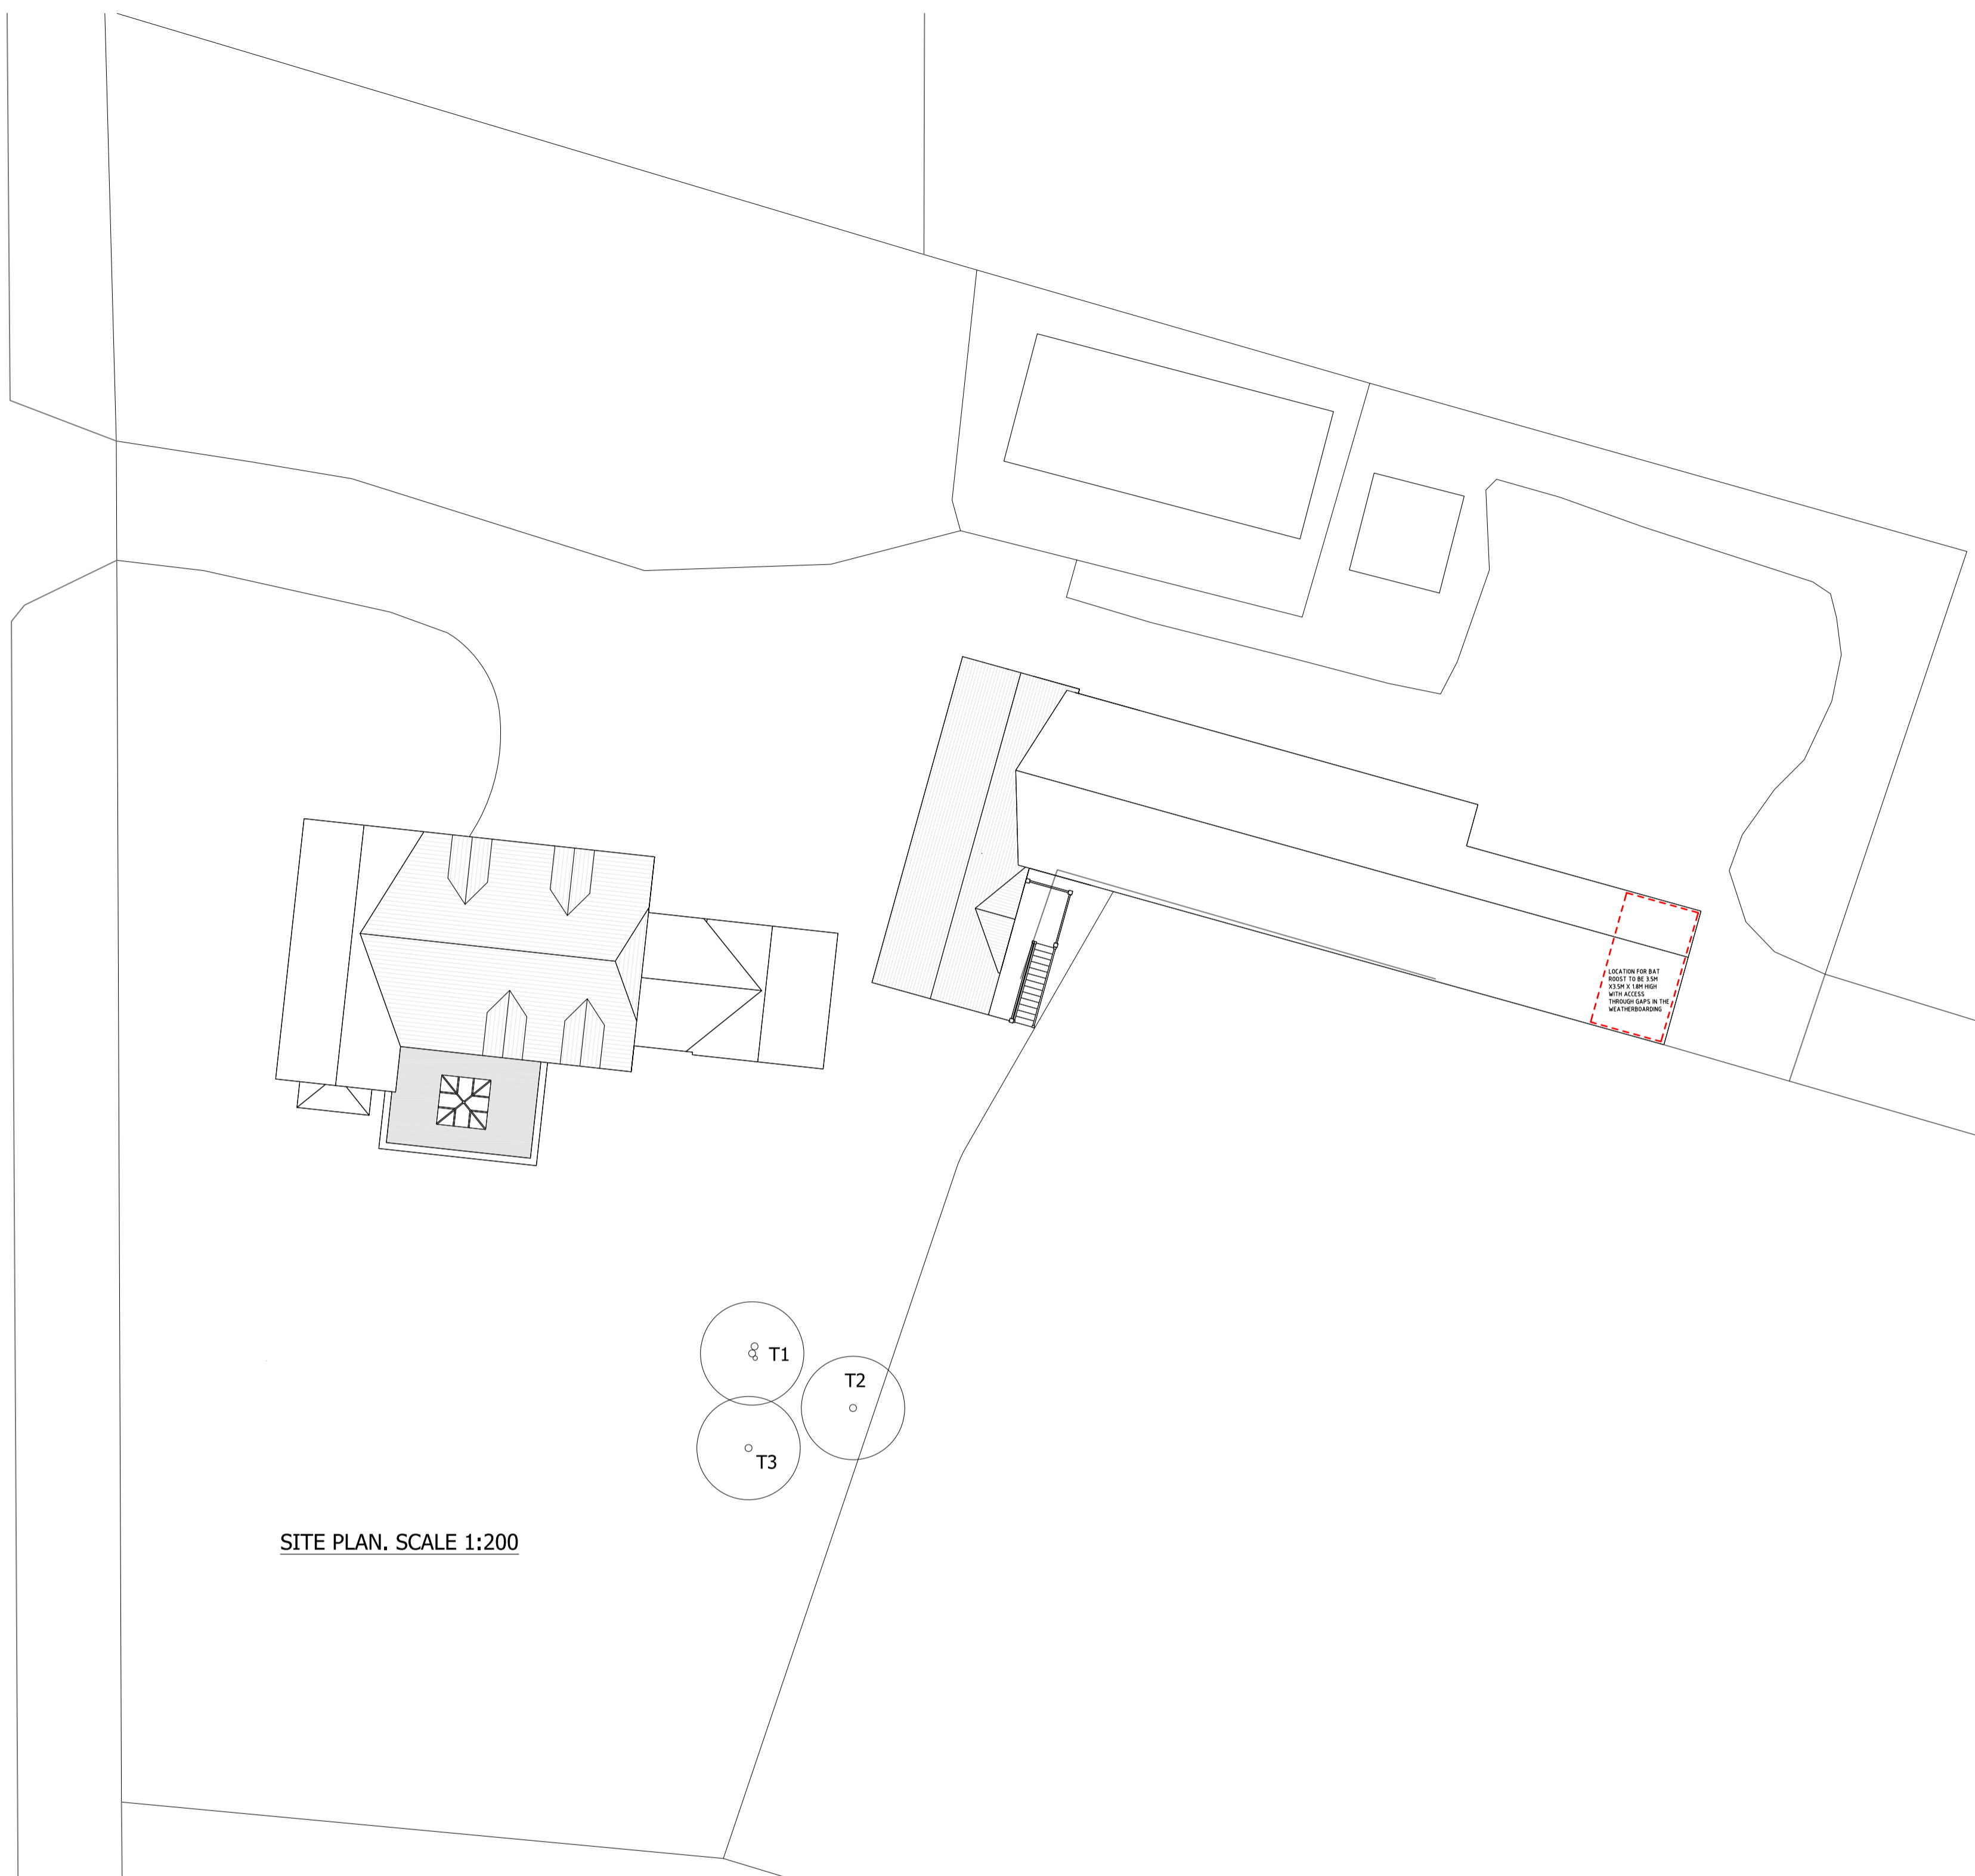 LOCATION FOR BAT
ROOST TO BE 3.5M
X3.5M X 1.8M HIGH
WITH ACCESS
THROUGH GAPS IN THE
WEATHERBOARDING
T1
T2
T3
SITE PLAN. SCALE 1:200